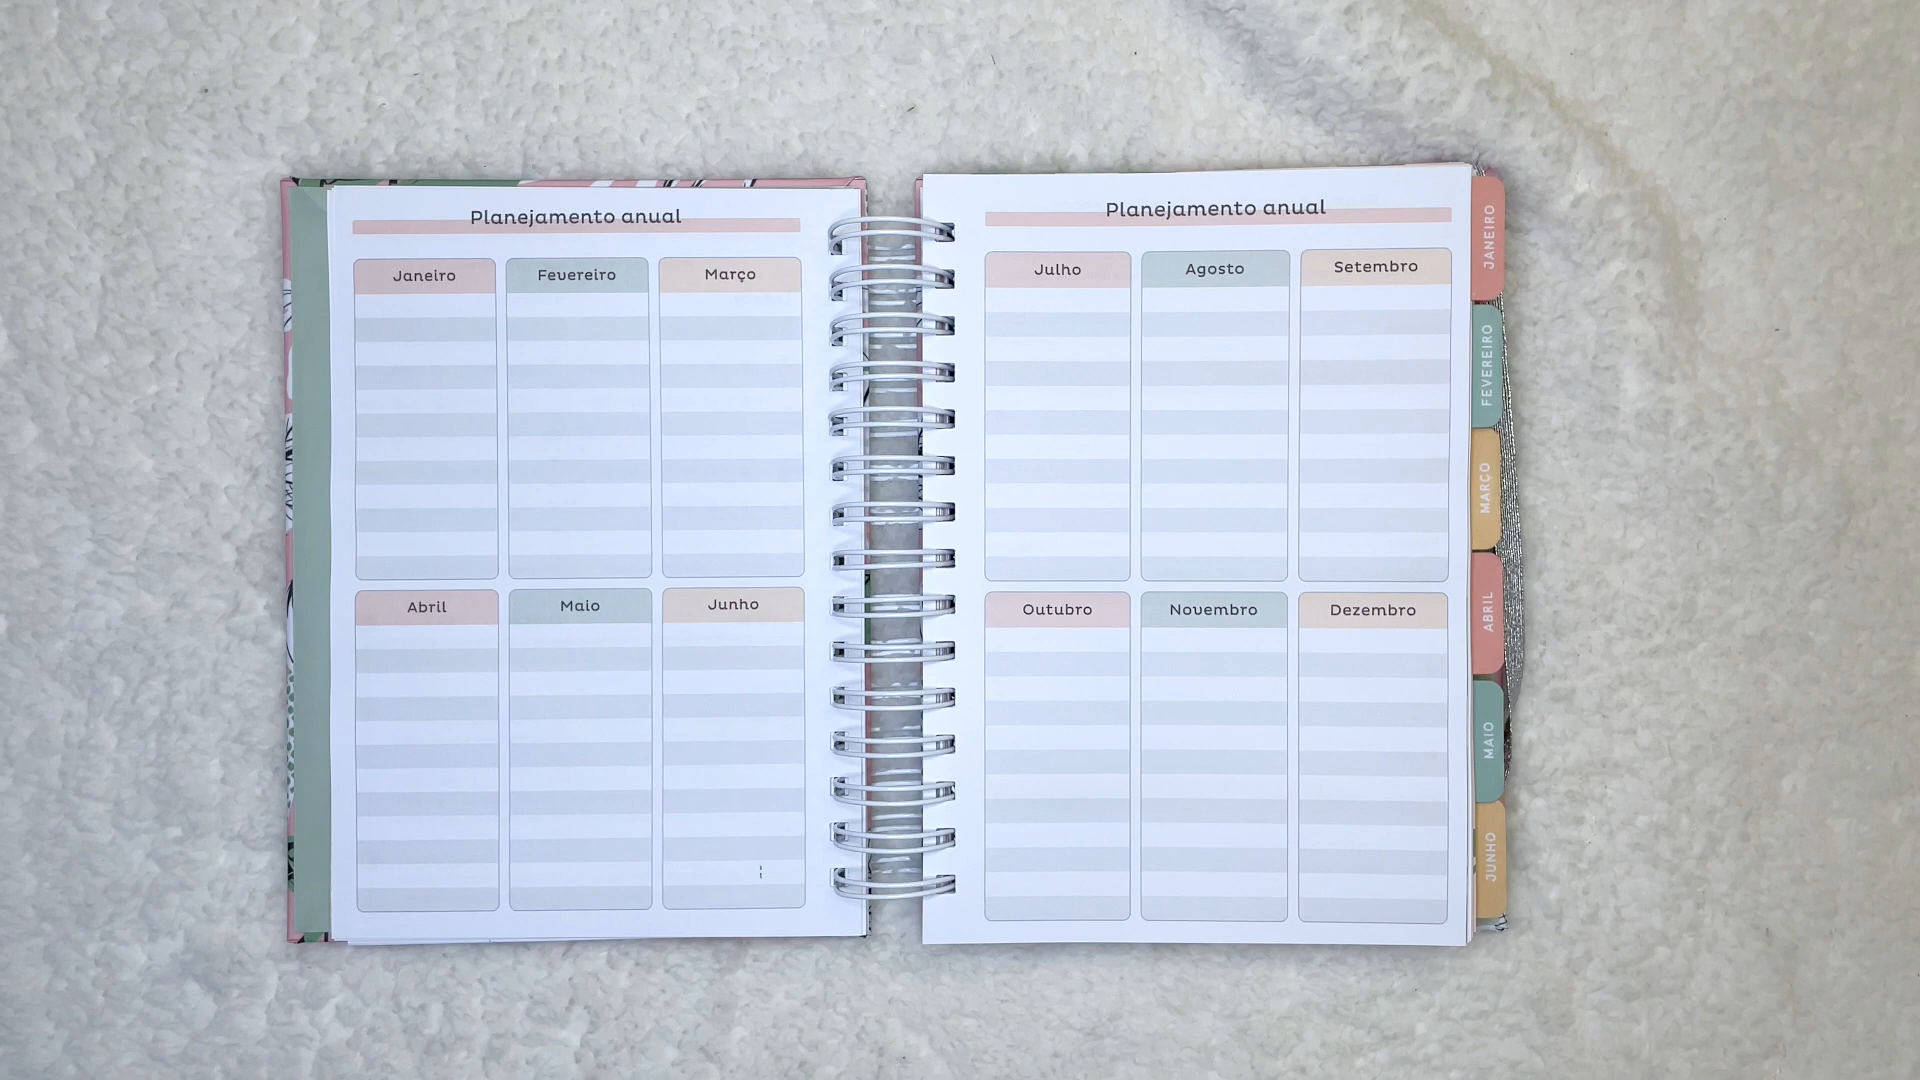 Planejamento anual
Janeiro Fevereiro Março
Abril Maio Junho
Planejamento anual
Julho Agosto Setembro
Outubro Novembro Dezembro
JANEIRO
FEVEREIRO
MARÇO
ABRIL
MAIO
JUNHO